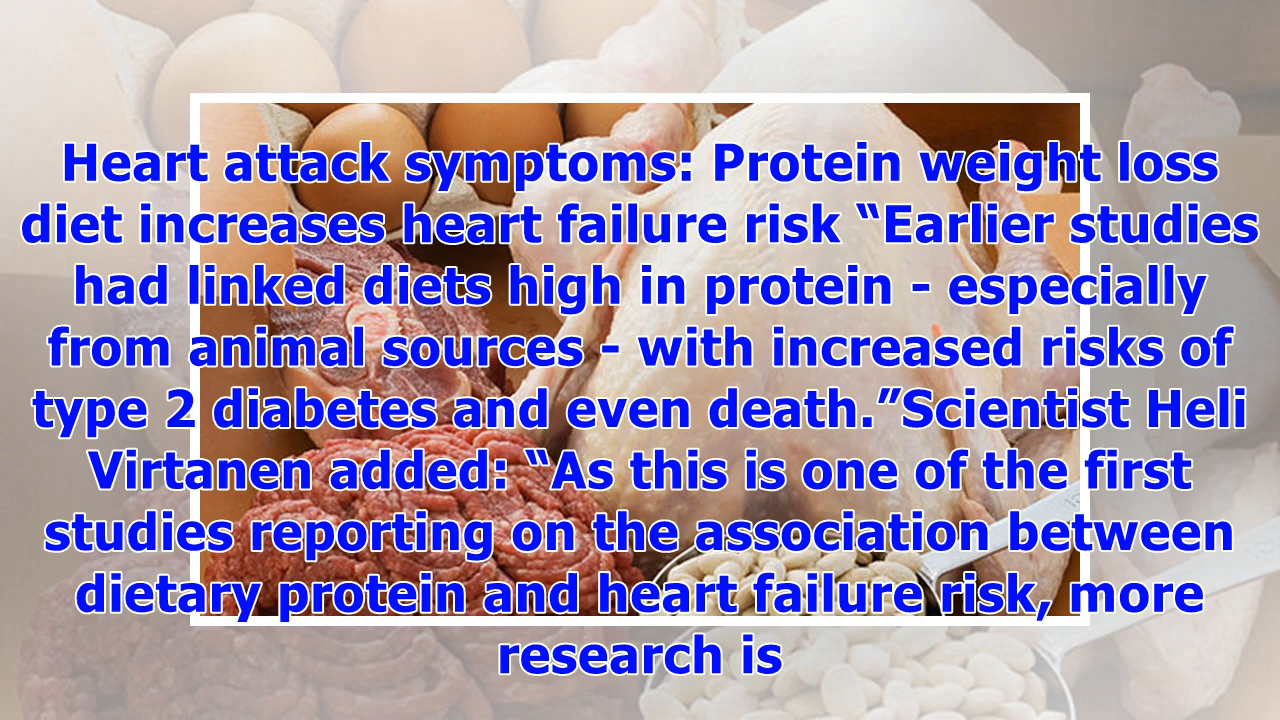 Heart attack symptoms: Protein weight loss
diet increases heart failure risk “Earlier studies
had linked diets high in protein - especially
from animal sources - with increased risks of
type 2 diabetes and even death.”Scientist Heli
Virtanen added: “As this is one of the first
studies reporting on the association between
dietary protein and heart failure risk, more
research is